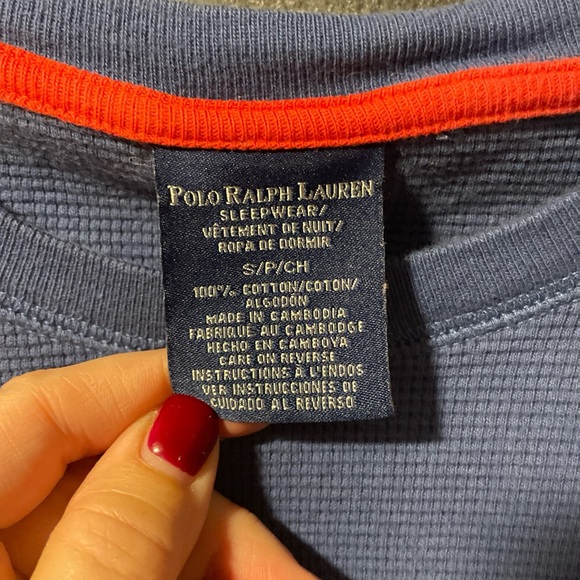 POLO RALPH LAUREN
SLEEPWEAR/
VÊTEMENT DE NUIT/
ROPA DE DORMIR
S/P/CH
100% COTTON/COTON/
ALGODÓN
MADE IN CAMBODIA
FABRIQUÉ AU CAMBODGE
HECHO EN CAMBOYA
CARE ON REVERSE
INSTRUCTIONS À L'ENDOS
VER INSTRUCCIONES DE
CUIDADO AL REVERSO